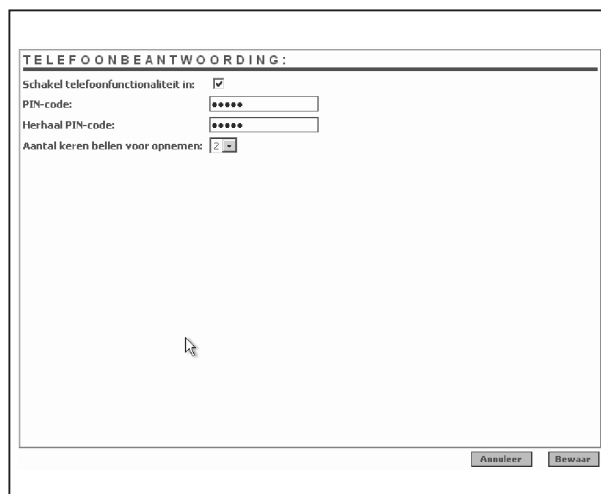 TELEFOONBEANTWOORDING:
Schakel telefoonfunctionaliteit in:
PIN-code: •••••
Herhaal PIN-code: •••••
Aantal keren bellen voor opnemen: 2
Annuleer Bewaar